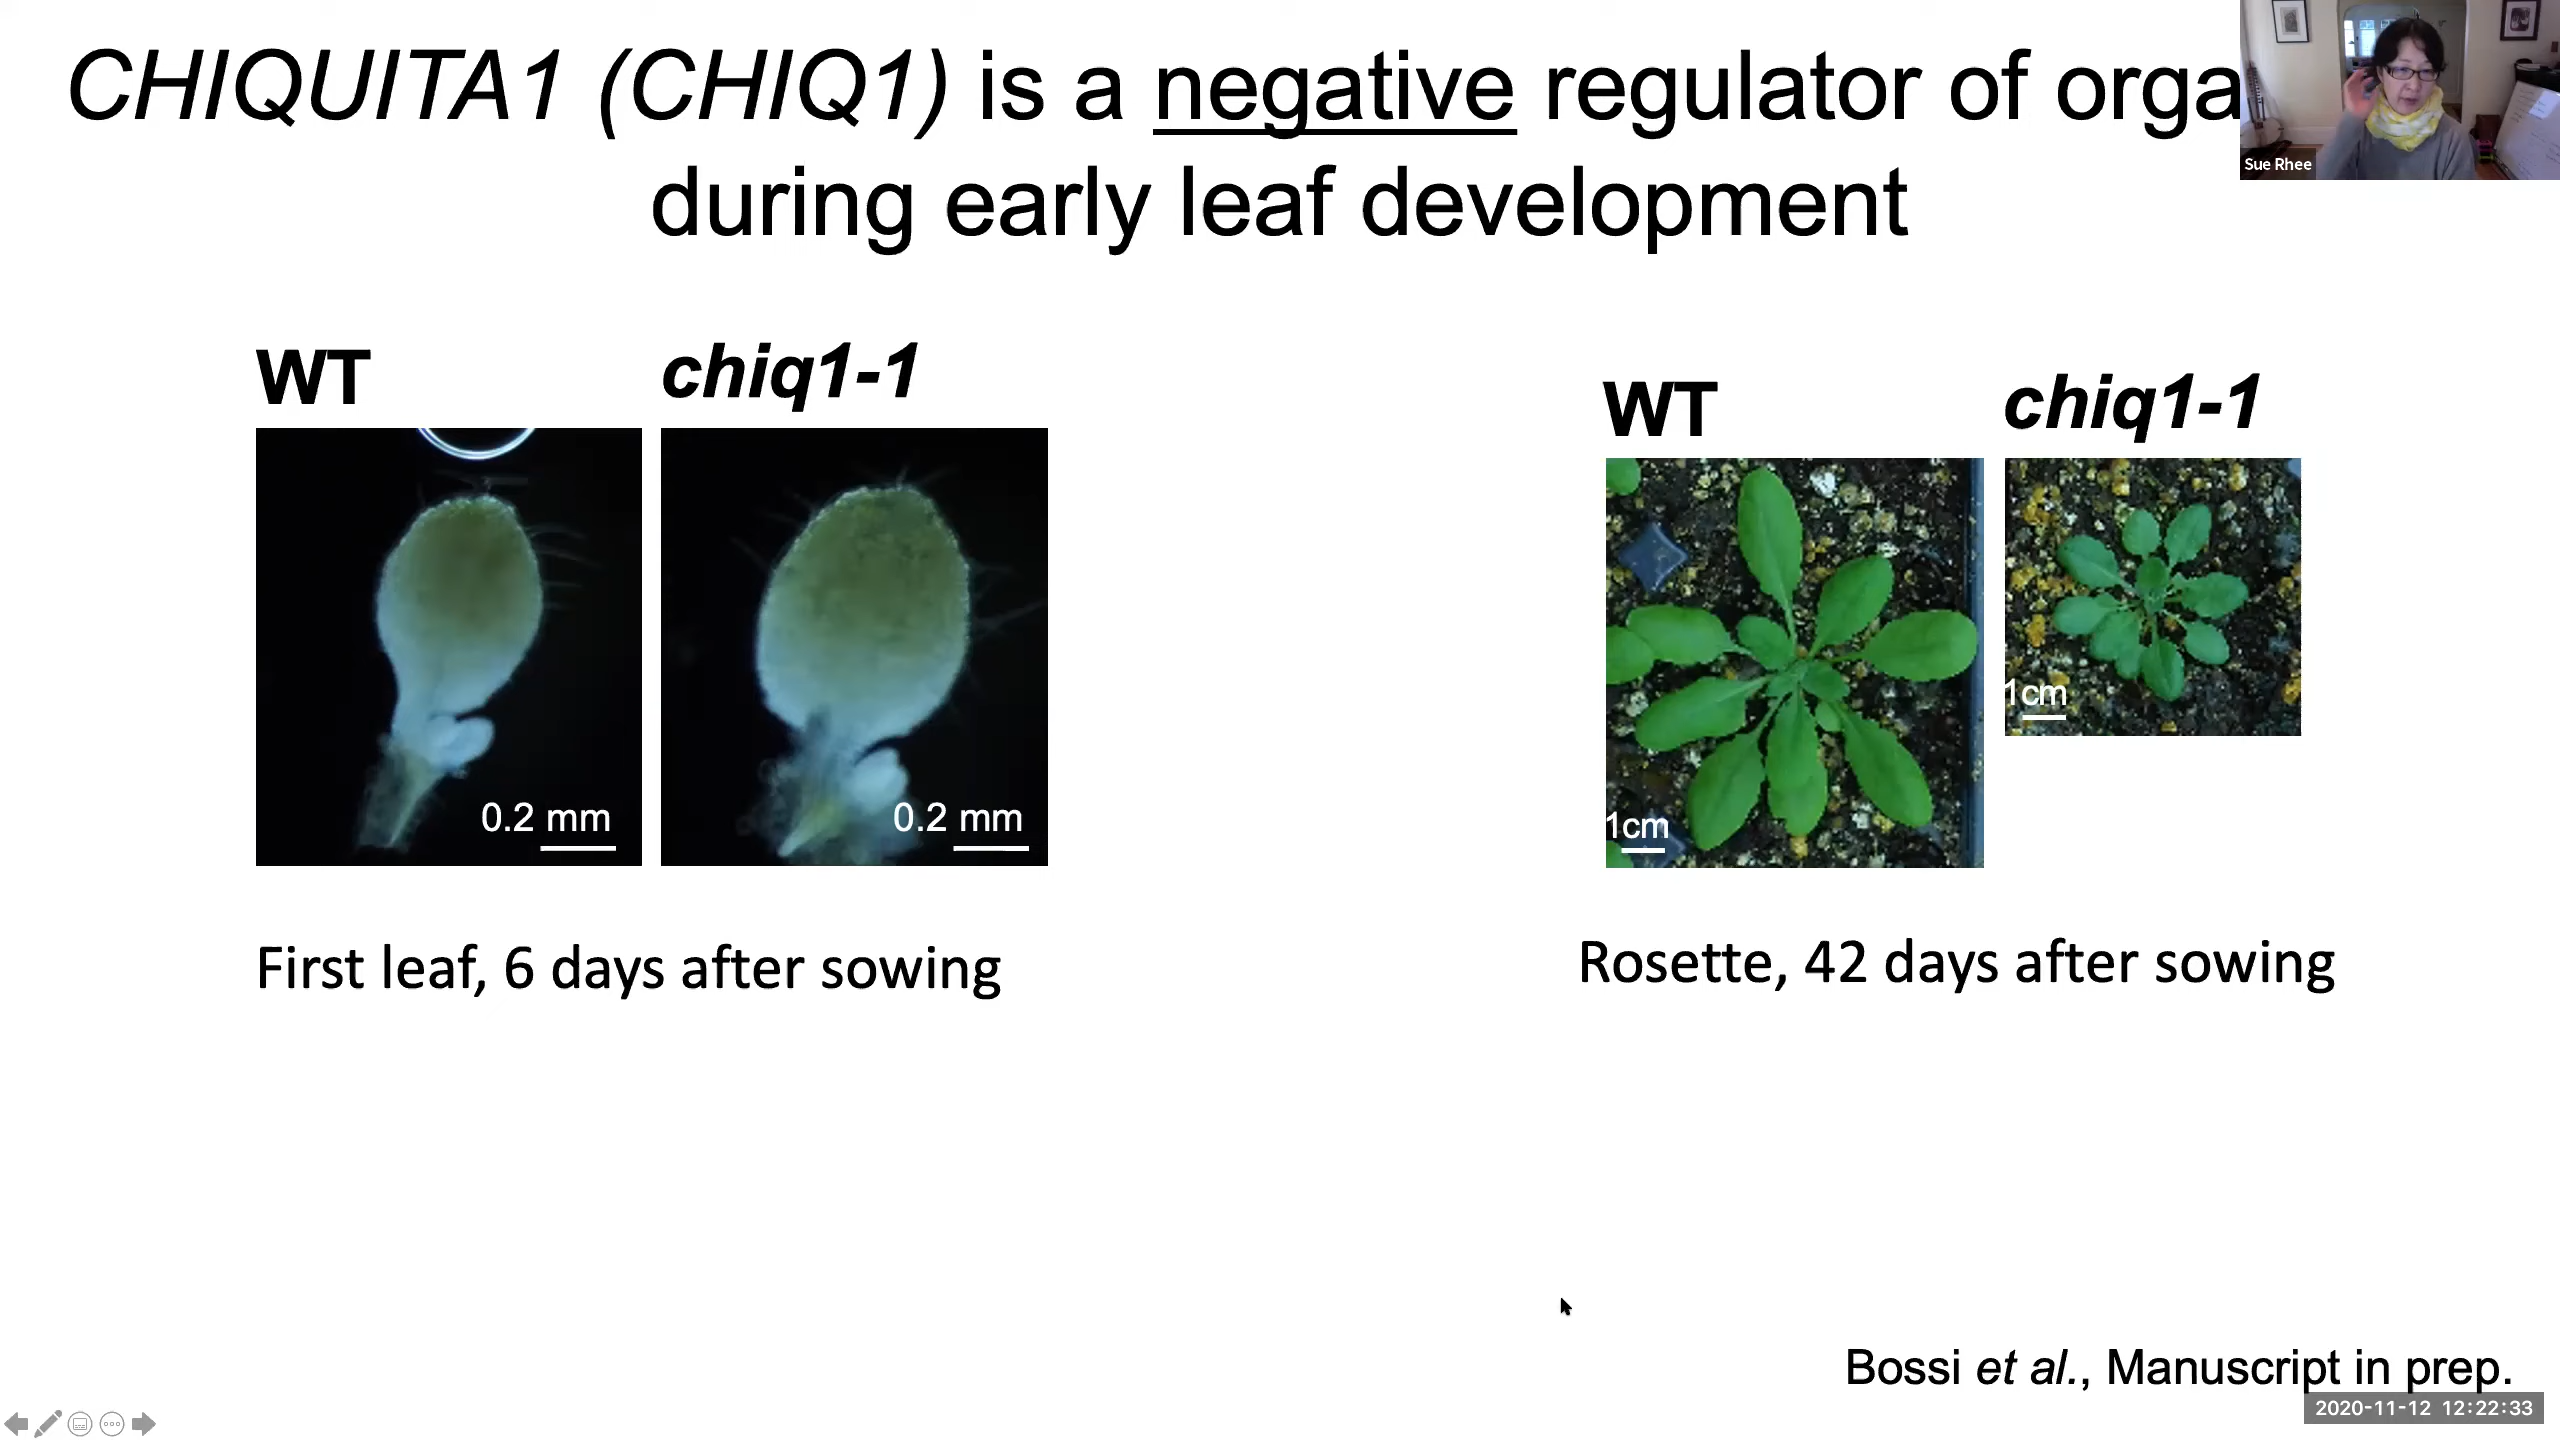 CHIQUITA1 (CHIQ1) is a negative regulator of orga
during early leaf development
Sue Rhee
WT
chiq1-1
WT
chiq1-1
0.2 mm
0.2 mm
1cm
1cm
First leaf, 6 days after sowing
Rosette, 42 days after sowing
Bossi et al., Manuscript in prep.
2020-11-12 12:22:33